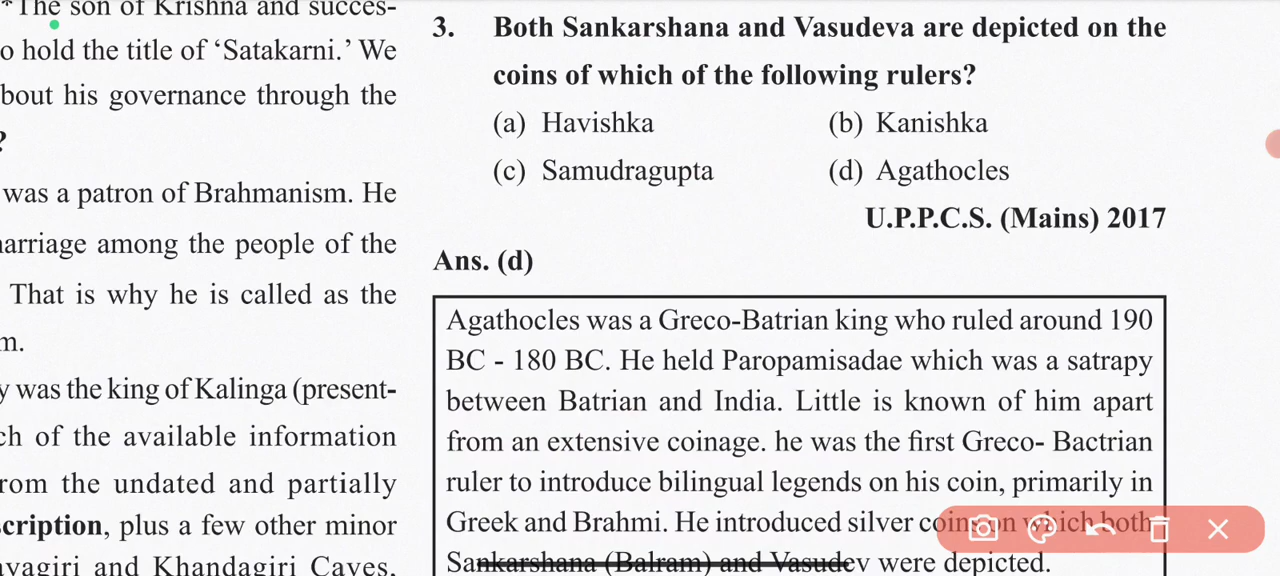 *The son of Krishna and succes-
o hold the title of ‘Satakarni.’ We
bout his governance through the
?
was a patron of Brahmanism. He
arriage among the people of the
That is why he is called as the
m.
y was the king of Kalinga (present-
ch of the available information
rom the undated and partially
scription, plus a few other minor
ayagiri and Khandagiri Caves,
3. Both Sankarshana and Vasudeva are depicted on the
coins of which of the following rulers?
(a) Havishka (b) Kanishka
(c) Samudragupta (d) Agathocles
U.P.P.C.S. (Mains) 2017
Ans. (d)
Agathocles was a Greco-Batrian king who ruled around 190
BC - 180 BC. He held Paropamisadae which was a satrapy
between Batrian and India. Little is known of him apart
from an extensive coinage. he was the first Greco- Bactrian
ruler to introduce bilingual legends on his coin, primarily in
Greek and Brahmi. He introduced silver coins on which both
Sankarshana (Balram) and Vasudev were depicted.